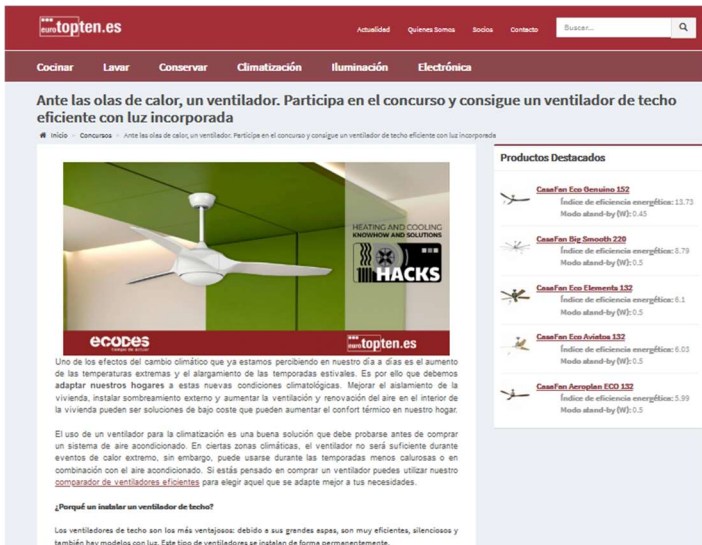 euro topten.es
Actualidad Quienes Somos Socios Contacto Buscar...
Cocinar Lavar Conservar Climatización Iluminación Electrónica
Ante las olas de calor, un ventilador. Participa en el concurso y consigue un ventilador de techo
eficiente con luz incorporada
Inicio Concursos Ante las olas de calor, un ventilador. Participa en el concurso y consigue un ventilador de techo eficiente con luz incorporada
HEATING AND COOLING
KNOWHOW AND SOLUTIONS
HACKS
ecodes
tiempo de actuar
euro topten.es
Uno de los efectos del cambio climático que ya estamos percibiendo en nuestro día a días es el aumento
de las temperaturas extremas y el alargamiento de las temporadas estivales. Es por ello que debemos
adaptar nuestros hogares a estas nuevas condiciones climatológicas. Mejorar el aislamiento de la
vivienda, instalar sombreamiento externo y aumentar la ventilación y renovación del aire en el interior de
la vivienda pueden ser soluciones de bajo coste que pueden aumentar el confort térmico en nuestro hogar.
El uso de un ventilador para la climatización es una buena solución que debe probarse antes de comprar
un sistema de aire acondicionado. En ciertas zonas climáticas, el ventilador no será suficiente durante
eventos de calor extremo, sin embargo, puede usarse durante las temporadas menos calurosas o en
combinación con el aire acondicionado. Si estás pensado en comprar un ventilador puedes utilizar nuestro
comparador de ventiladores eficientes para elegir aquel que se adapte mejor a tus necesidades.
¿Porqué un instalar un ventilador de techo?
Los ventiladores de techo son los más ventajosos: debido a sus grandes aspas, son muy eficientes, silenciosos y
también hay modelos con luz. Este tipo de ventiladores se instalan de forma permanentemente.
Productos Destacados
CasaFan Eco Genuino 152
Índice de eficiencia energética: 13.73
Modo stand-by (W): 0.45
CasaFan Big Smooth 220
Índice de eficiencia energética: 8.79
Modo stand-by (W): 0.5
CasaFan Eco Elements 132
Índice de eficiencia energética: 6.1
Modo stand-by (W): 0.5
CasaFan Eco Aviatos 132
Índice de eficiencia energética: 6.03
Modo stand-by (W): 0.5
CasaFan Aeroplan ECO 132
Índice de eficiencia energética: 5.99
Modo stand-by (W): 0.5